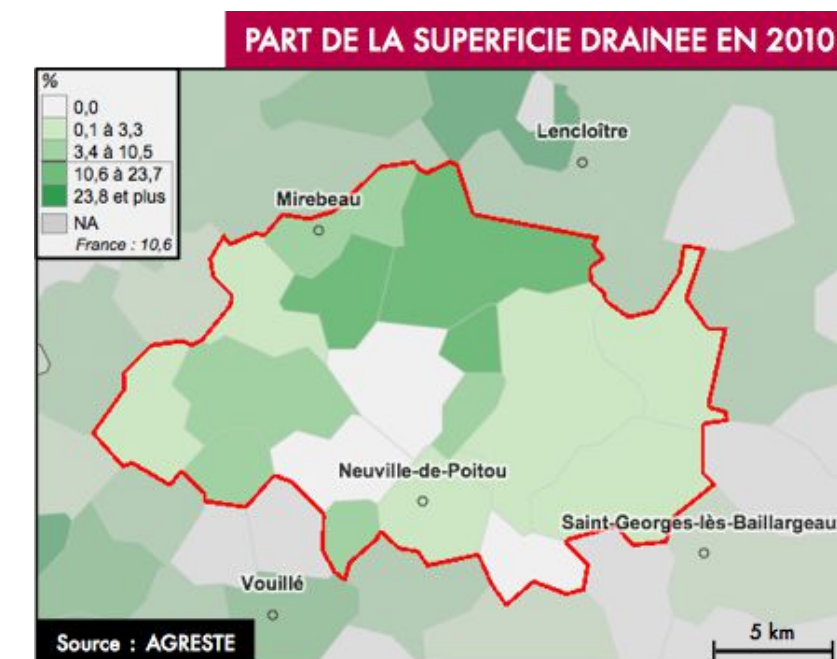 PART DE LA SUPERFICIE DRAINEE EN 2010
%
0,0
0,1 à 3,3
3,4 à 10,5
10,6 à 23,7
23,8 et plus
NA
France : 10,6
Lencloître
Mirebeau
Neuville-de-Poitou
Saint-Georges-lès-Baillargeau
Vouillé
Source : AGRESTE
5 km